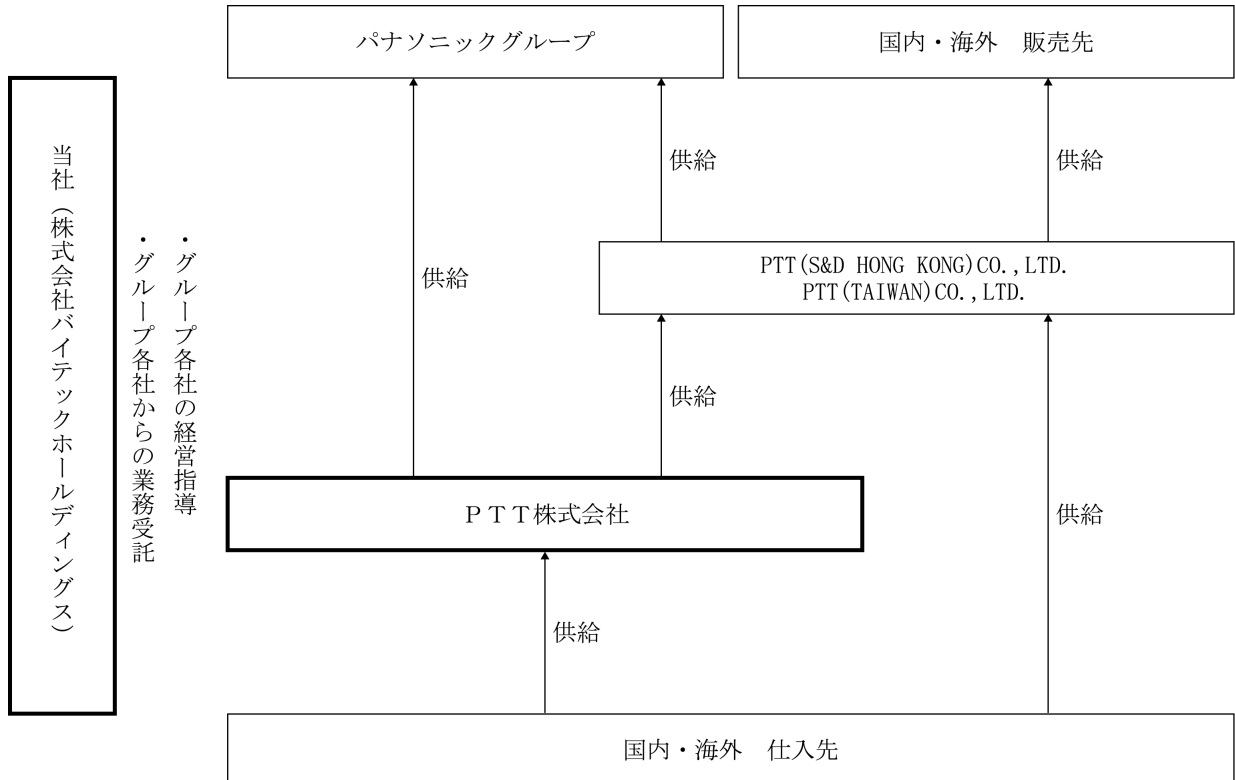 パナソニックグループ
国内・海外　販売先
当社（株式会社バイテックホールディングス）
・グループ各社の経営指導
・グループ各社からの業務受託
供給
供給
供給
PTT(S&D HONG KONG)CO.,LTD.
PTT(TAIWAN)CO.,LTD.
供給
ＰＴＴ株式会社
供給
供給
国内・海外　仕入先